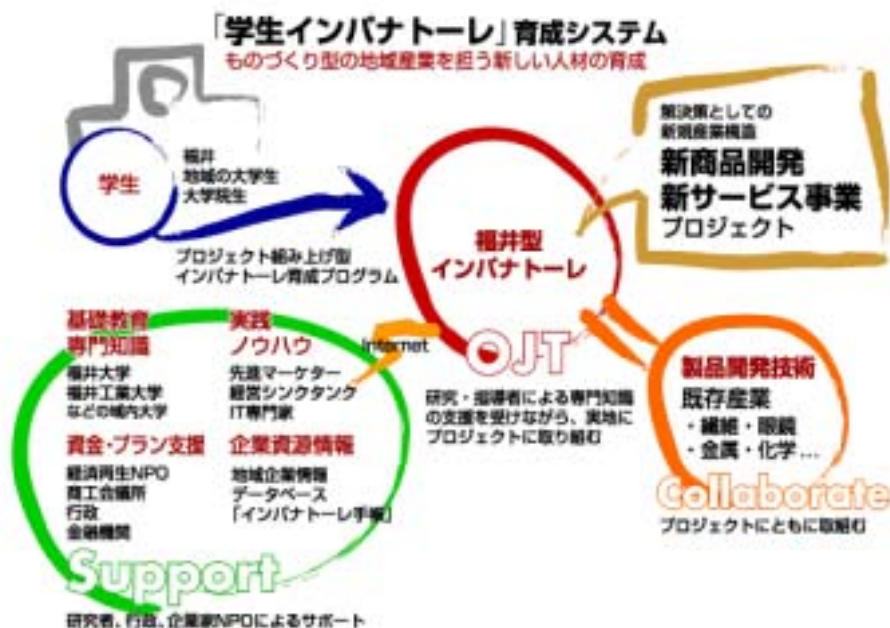 「学生インパナトーレ」育成システム
ものづくり型の地域産業を担う新しい人材の育成
学生
福井
地域の大学生
大学院生
プロジェクト組み上げ型
インパナトーレ育成プログラム
福井型
インパナトーレ
OJT
研究・指導者による専門知識
の支援を受けながら、実地に
プロジェクトに取り組む
解決策としての
新規産業構造
新商品開発
新サービス事業
プロジェクト
基礎教育
専門知識
福井大学
福井工業大学
などの域内大学
実践
ノウハウ
先進マーケター
経営シンクタンク
IT専門家
Internet
資金・プラン支援
経済再生NPO
商工会議所
行政
金融機関
企業資源情報
地域企業情報
データベース
「インパナトーレ手帳」
Support
研究者、行政、企業家NPOによるサポート
製品開発技術
既存産業
・繊維・眼鏡
・金属・化学...
Collaborate
プロジェクトにともに取組む